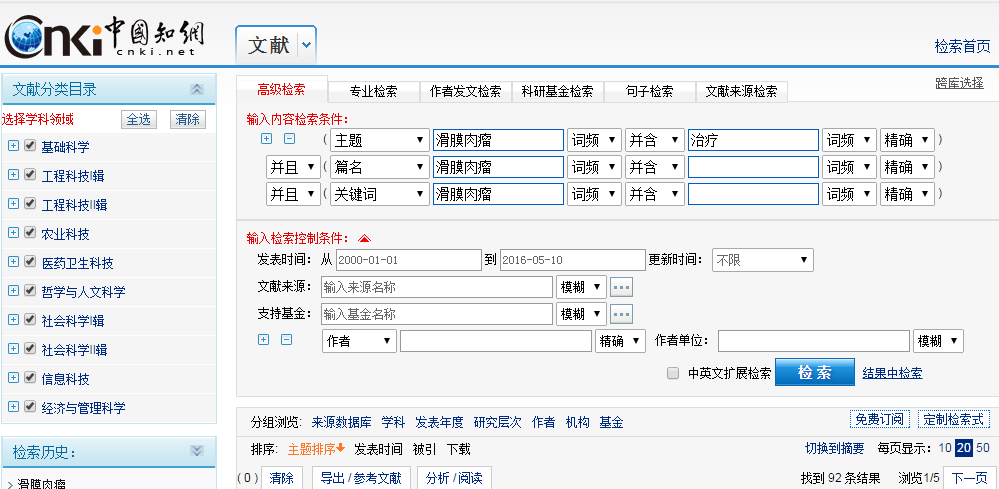 Cnki中國知網
cnki.net
文献
检索首页
文献分类目录
选择学科领域 全选 清除
基础科学
工程科技Ⅰ辑
工程科技Ⅱ辑
农业科技
医药卫生科技
哲学与人文科学
社会科学Ⅰ辑
社会科学Ⅱ辑
信息科技
经济与管理科学
检索历史：
> 滑膜肉瘤
高级检索 专业检索 作者发文检索 科研基金检索 句子检索 文献来源检索 跨库选择
输入内容检索条件：
( 主题 滑膜肉瘤 词频 并含 治疗 词频 精确 )
并且 ( 篇名 滑膜肉瘤 词频 并含 词频 精确 )
并且 ( 关键词 滑膜肉瘤 词频 并含 词频 精确 )
输入检索控制条件：
发表时间： 从 2000-01-01 到 2016-05-10 更新时间： 不限
文献来源： 输入来源名称 模糊 ...
支持基金： 输入基金名称 模糊 ...
作者 精确 作者单位： 模糊
中英文扩展检索 检索 结果中检索
分组浏览： 来源数据库 学科 发表年度 研究层次 作者 机构 基金 免费订阅 定制检索式
排序: 主题排序 发表时间 被引 下载 切换到摘要 每页显示： 10 20 50
(0) 清除 导出/参考文献 分析/阅读 找到 92 条结果 浏览1/5 下一页